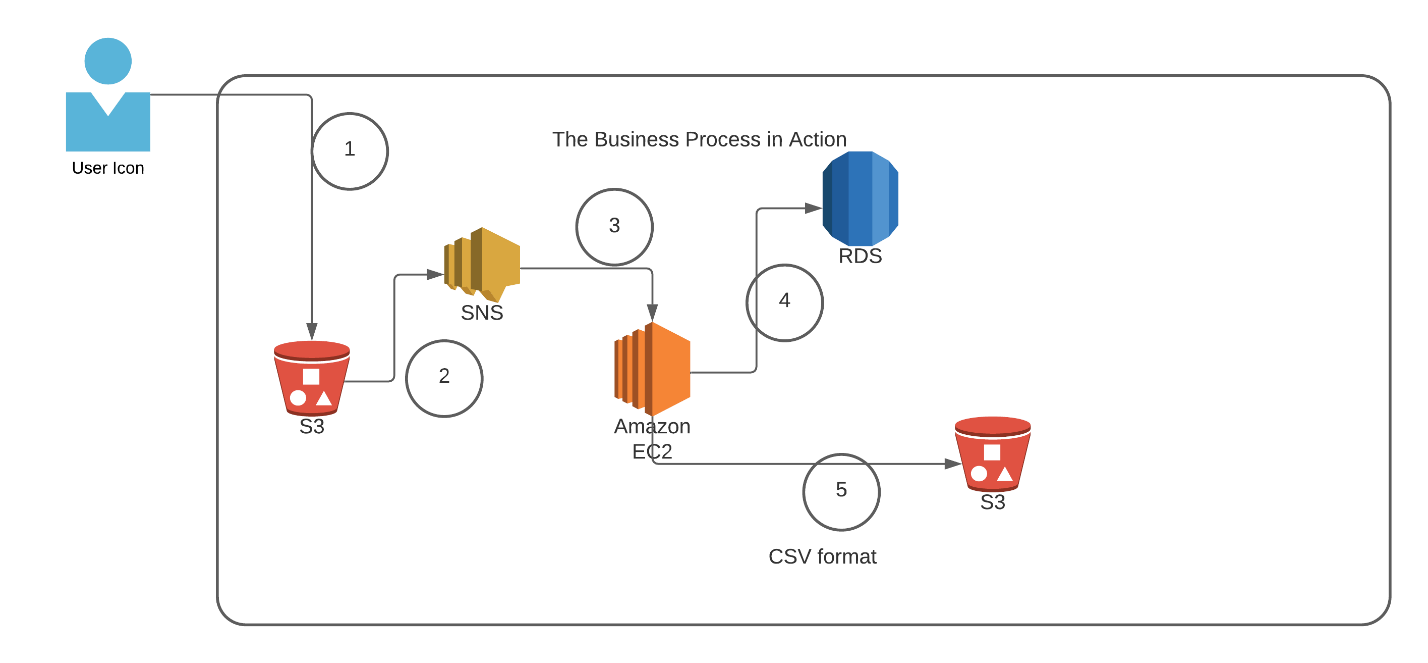 User Icon
1
The Business Process in Action
3
RDS
4
SNS
2
S3
Amazon
EC2
5
S3
CSV format